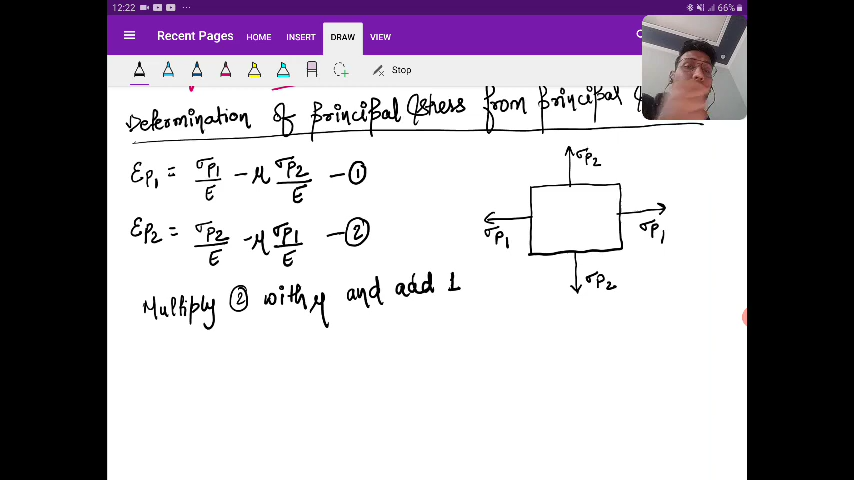 12:22
66%
Recent Pages HOME INSERT DRAW VIEW
Stop
Determination of principal stress from principal
εp₁ = σp₁/E - μ σp₂/E - ①
εp₂ = σp₂/E - μ σp₁/E - ②
σp₂
σp₁ σp₁
σp₂
Multiply ② with μ and add 1